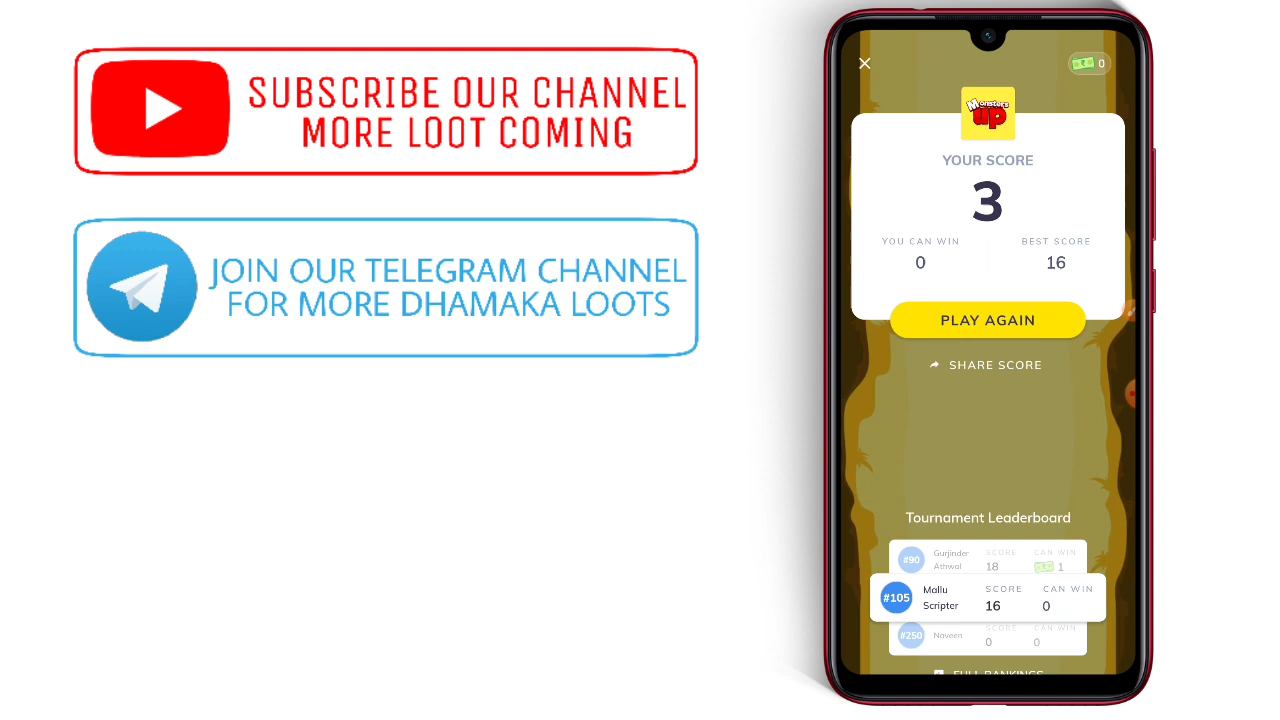 SUBSCRIBE OUR CHANNEL
MORE LOOT COMING
JOIN OUR TELEGRAM CHANNEL
FOR MORE DHAMAKA LOOTS
0
Monsters
up
YOUR SCORE
3
YOU CAN WIN
BEST SCORE
0
16
PLAY AGAIN
SHARE SCORE
Tournament Leaderboard
#90 Gurjinder Athwal SCORE 18 CAN WIN 1
#105 Mallu Scripter SCORE 16 CAN WIN 0
#250 Naveen SCORE 0 CAN WIN 0
FULL RANKINGS